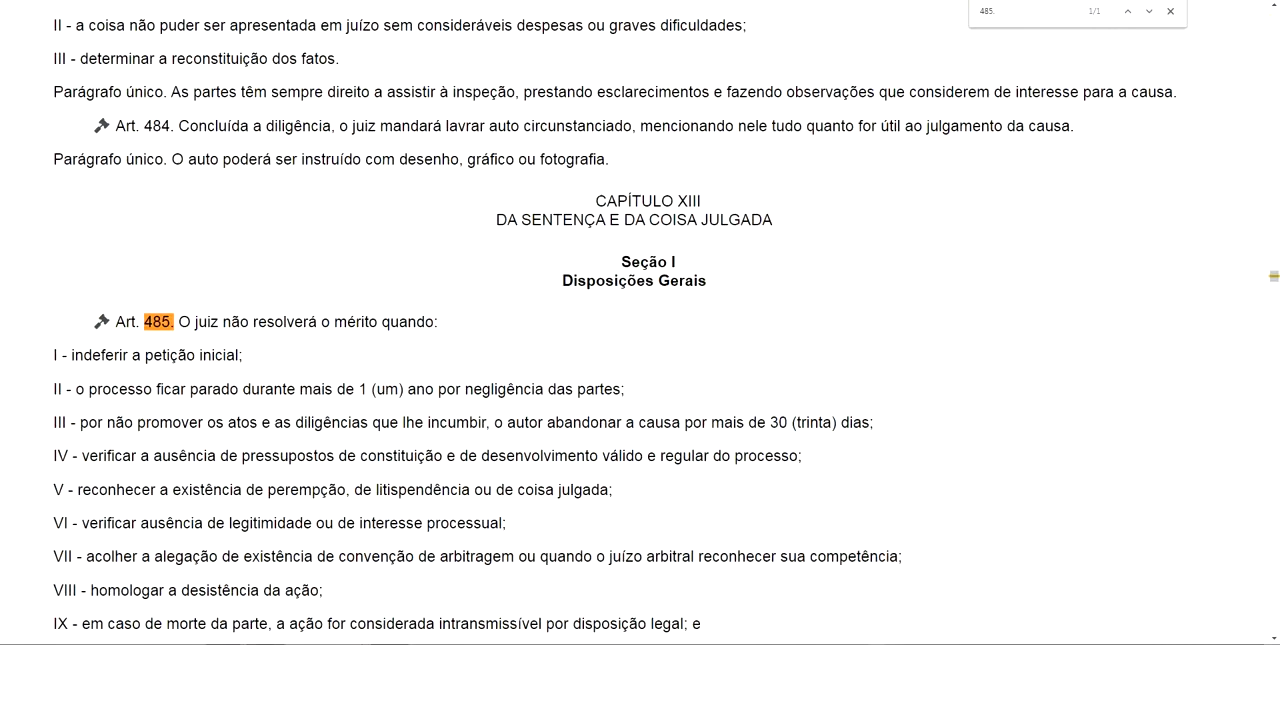 II - a coisa não puder ser apresentada em juízo sem consideráveis despesas ou graves dificuldades;
485.
1/1
III - determinar a reconstituição dos fatos.
Parágrafo único. As partes têm sempre direito a assistir à inspeção, prestando esclarecimentos e fazendo observações que considerem de interesse para a causa.
Art. 484. Concluída a diligência, o juiz mandará lavrar auto circunstanciado, mencionando nele tudo quanto for útil ao julgamento da causa.
Parágrafo único. O auto poderá ser instruído com desenho, gráfico ou fotografia.
CAPÍTULO XIII
DA SENTENÇA E DA COISA JULGADA
Seção I
Disposições Gerais
Art. 485. O juiz não resolverá o mérito quando:
I - indeferir a petição inicial;
II - o processo ficar parado durante mais de 1 (um) ano por negligência das partes;
III - por não promover os atos e as diligências que lhe incumbir, o autor abandonar a causa por mais de 30 (trinta) dias;
IV - verificar a ausência de pressupostos de constituição e de desenvolvimento válido e regular do processo;
V - reconhecer a existência de perempção, de litispendência ou de coisa julgada;
VI - verificar ausência de legitimidade ou de interesse processual;
VII - acolher a alegação de existência de convenção de arbitragem ou quando o juízo arbitral reconhecer sua competência;
VIII - homologar a desistência da ação;
IX - em caso de morte da parte, a ação for considerada intransmissível por disposição legal; e